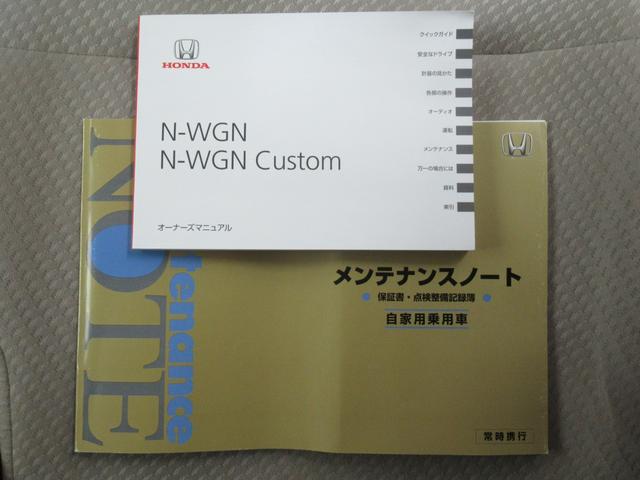 HONDA
N-WGN
N-WGN Custom
オーナーズマニュアル
クイックガイド
安全なドライブ
計器の見かた
各部の操作
オーディオ
運転
メンテナンス
万一の場合には
資料
索引
NOTE
tenance
メンテナンスノート
保証書・点検整備記録簿
自家用乗用車
常時携行